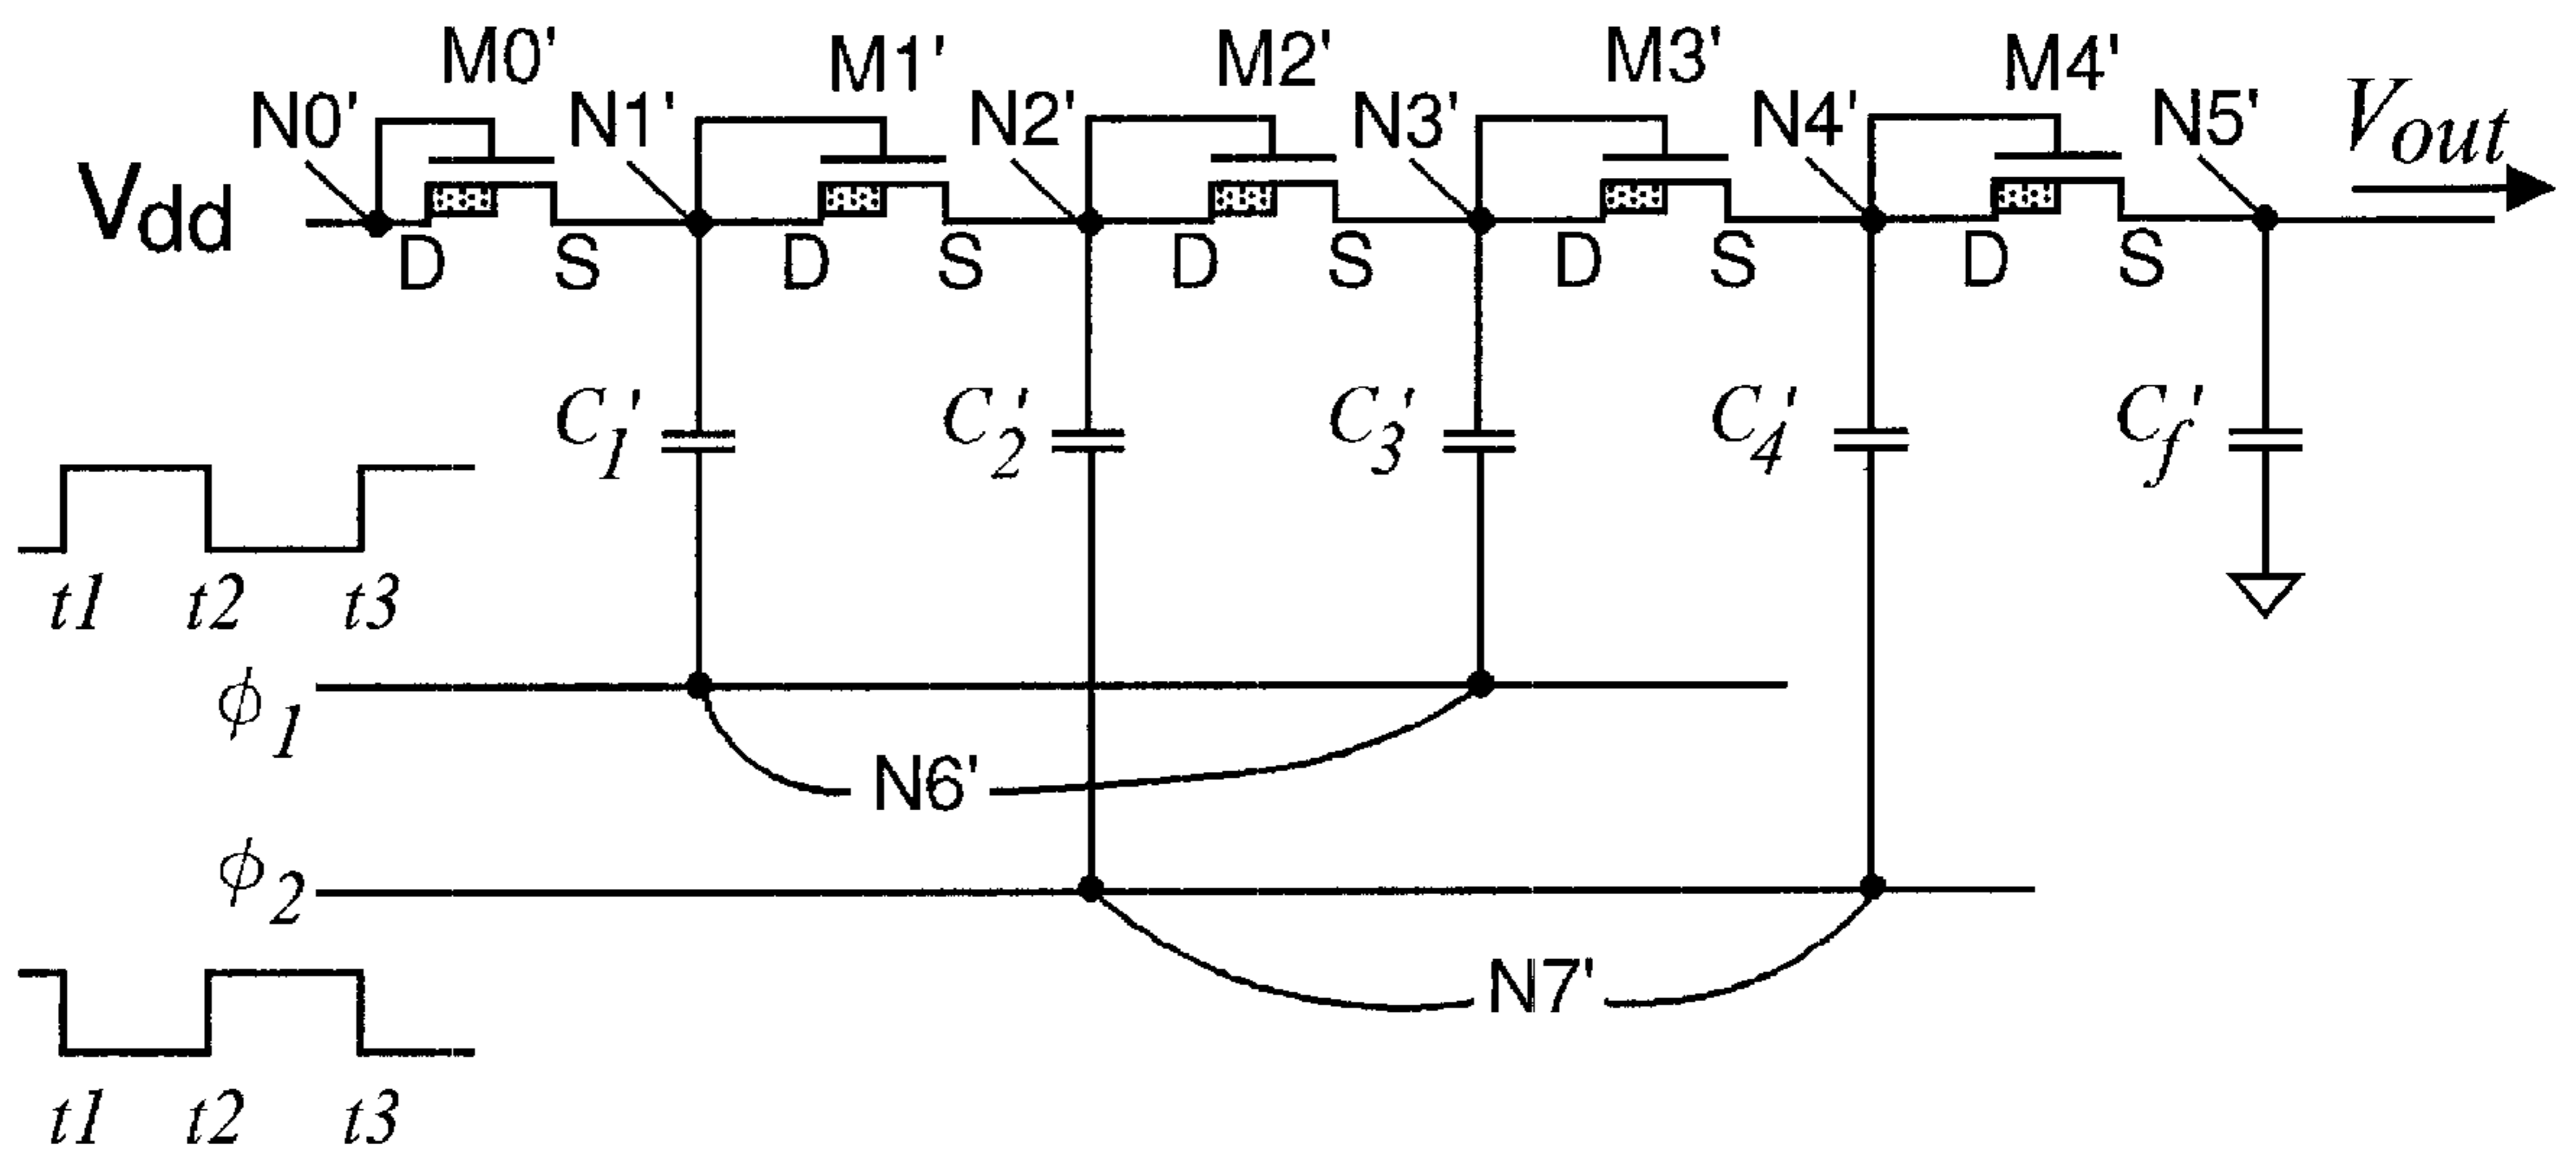 M0' M1' M2' M3' M4'
N0' N1' N2' N3' N4' N5' Vout
Vdd
D S D S D S D S D S
C1' C2' C3' C4' Cf'
t1 t2 t3
ϕ1
N6'
ϕ2
N7'
t1 t2 t3